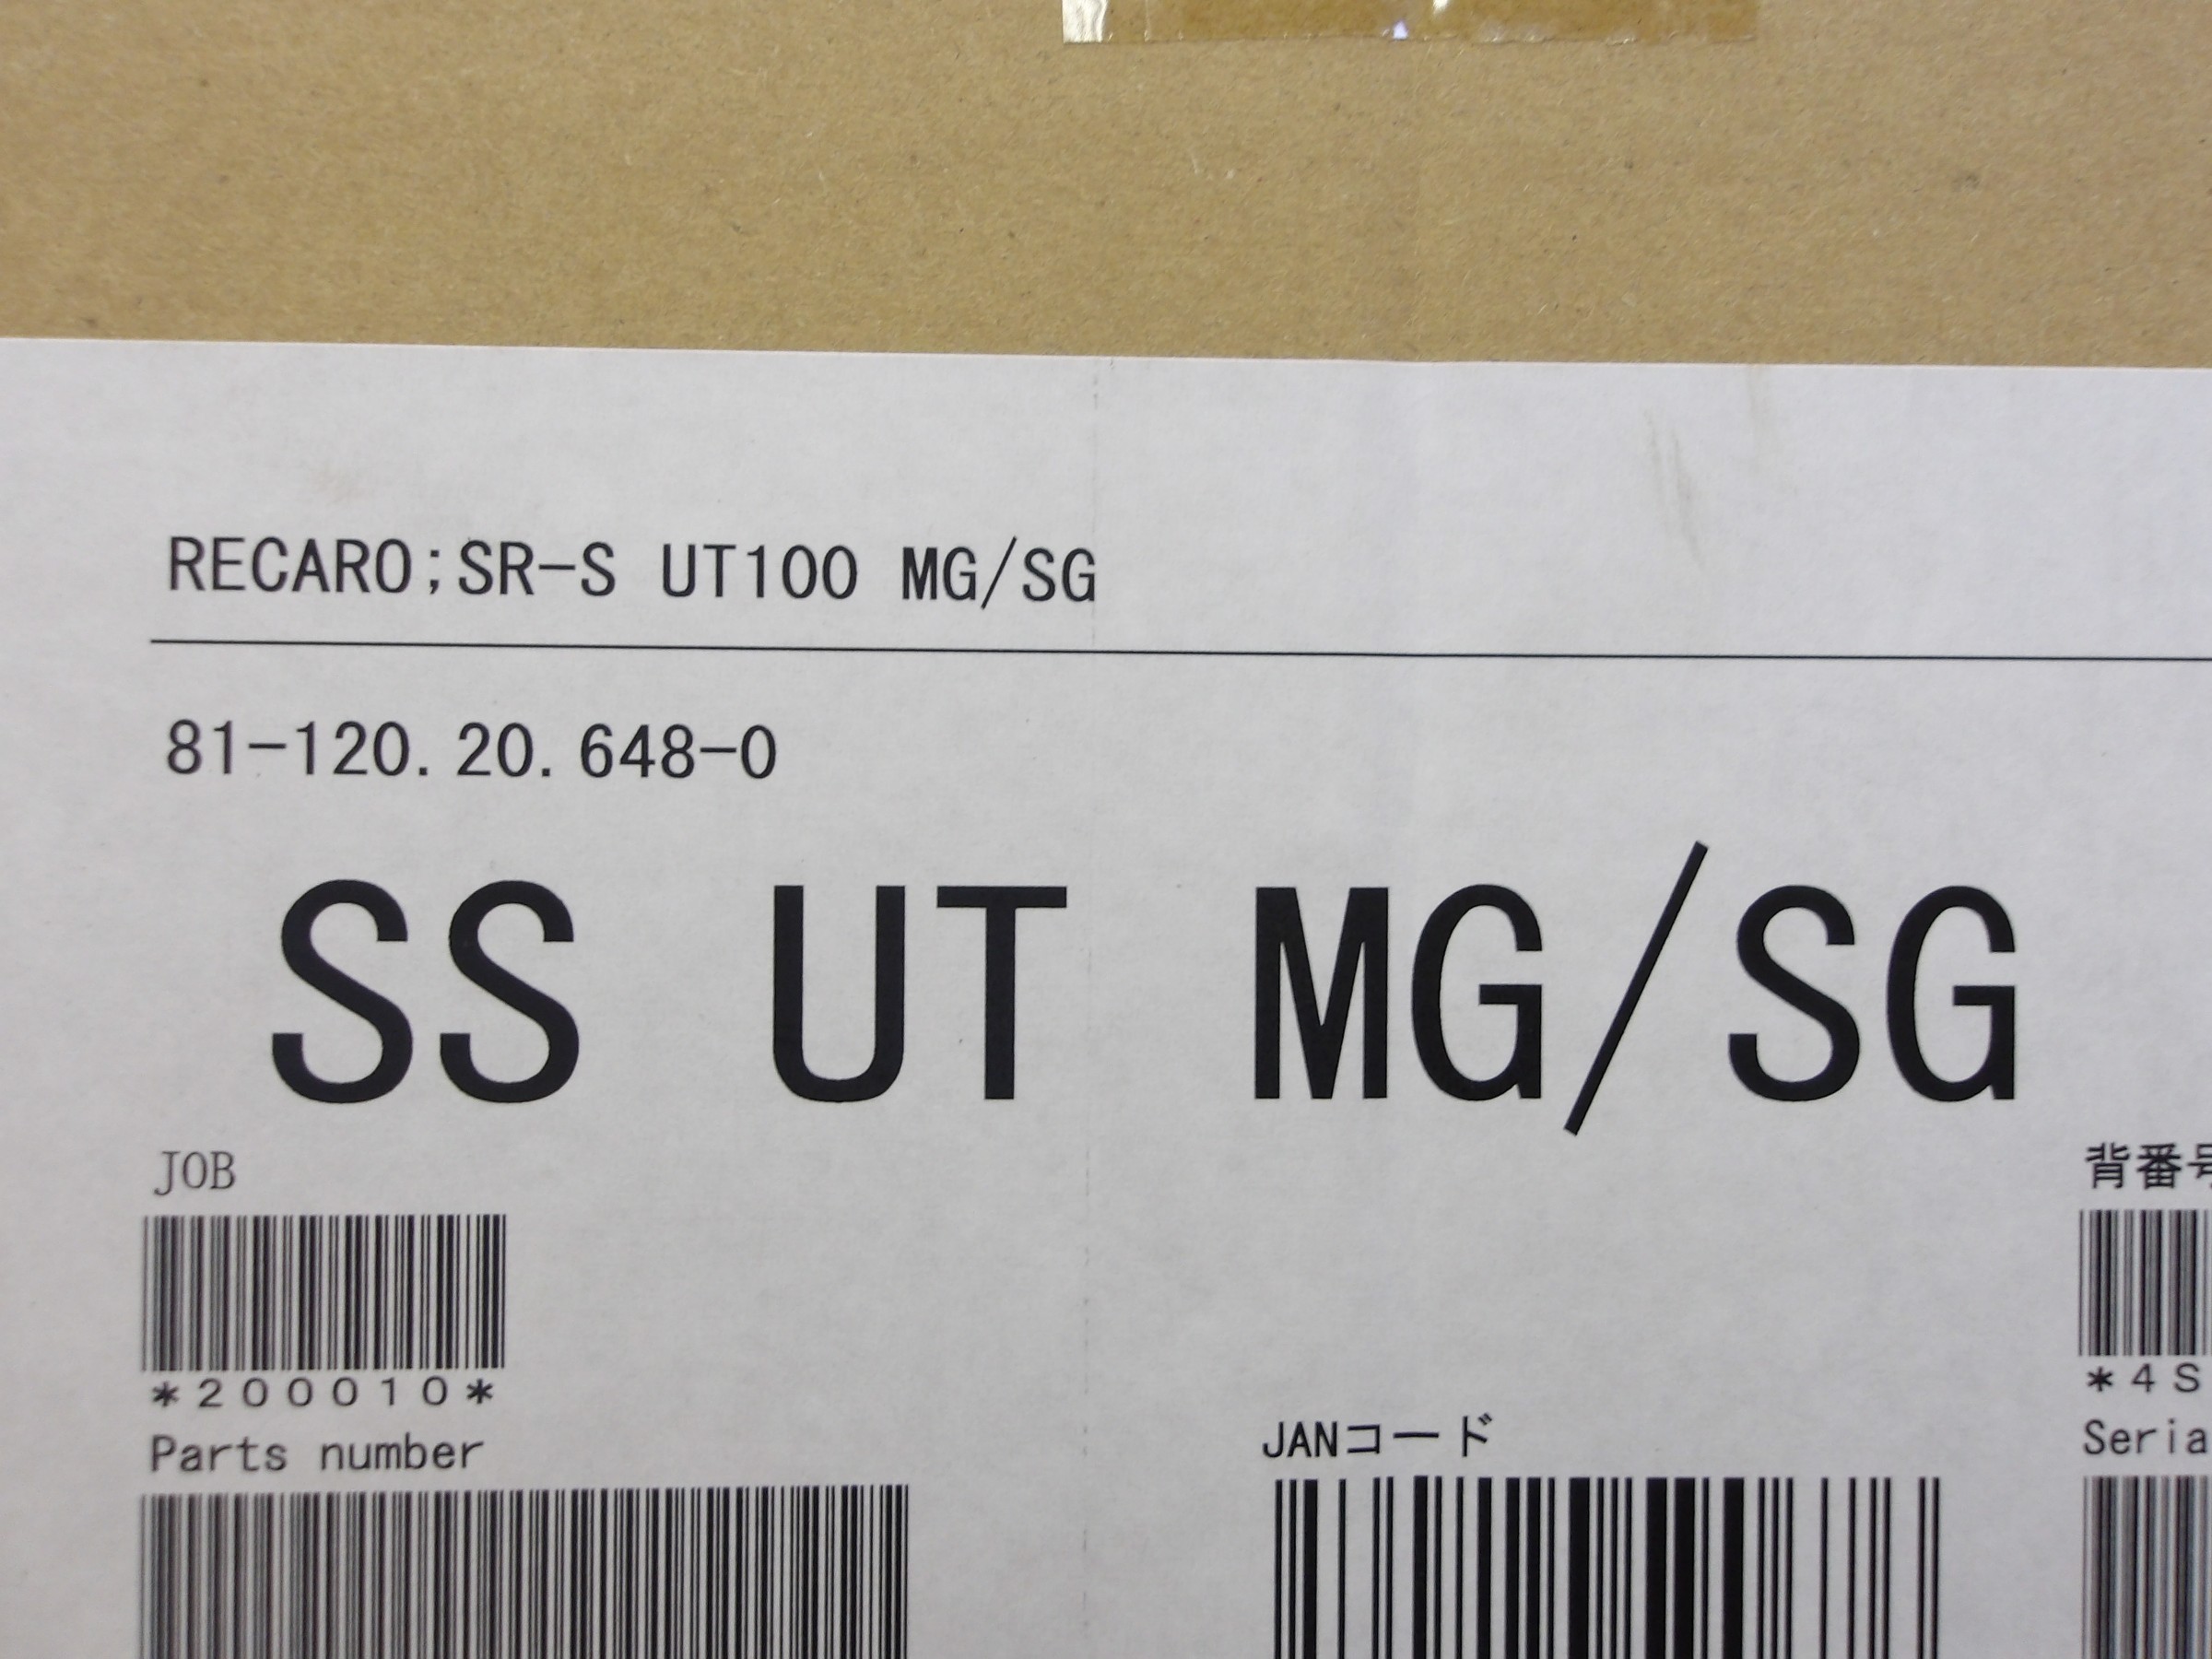 RECARO;SR-S UT100 MG/SG
81-120.20.648-0
SS UT MG/SG
JOB
背番号
*200010*
*4S
Parts number
JANコード
Seria